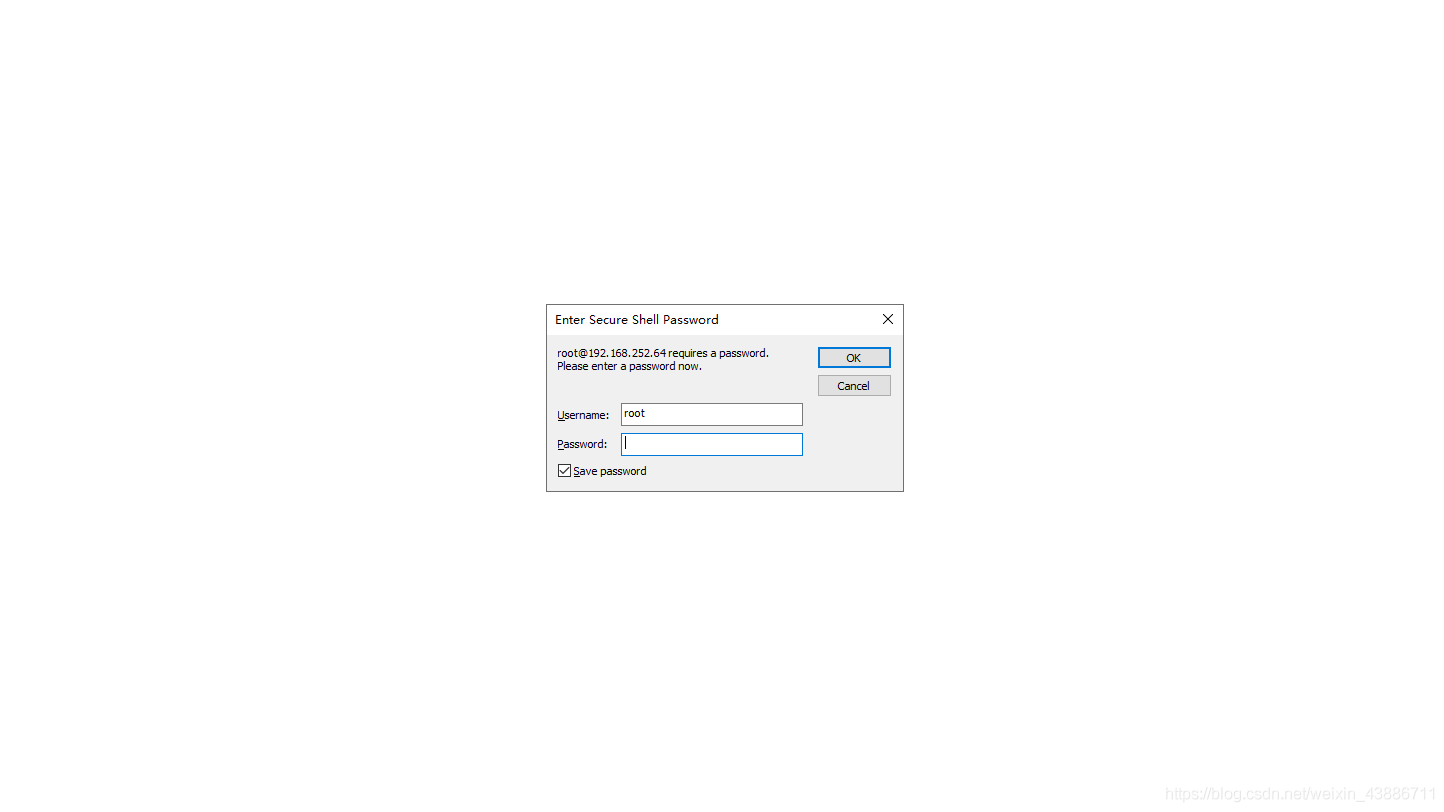 Enter Secure Shell Password
root@192.168.252.64 requires a password.
Please enter a password now.
OK
Cancel
Username: root
Password:
Save password
https://blog.csdn.net/weixin_43886711